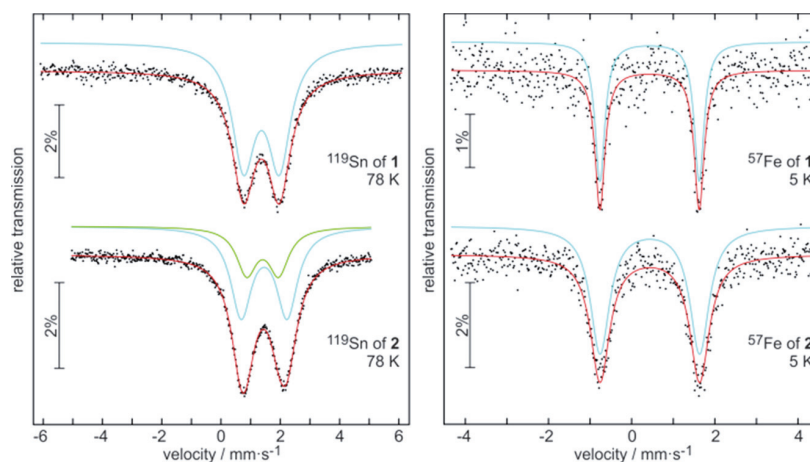 relative transmission
2%
¹¹⁹Sn of 1
78 K
2%
¹¹⁹Sn of 2
78 K
-6 -4 -2 0 2 4 6
velocity / mm·s⁻¹
relative transmission
1%
⁵⁷Fe of 1
5 K
2%
⁵⁷Fe of 2
5 K
-4 -2 0 2 4
velocity / mm·s⁻¹